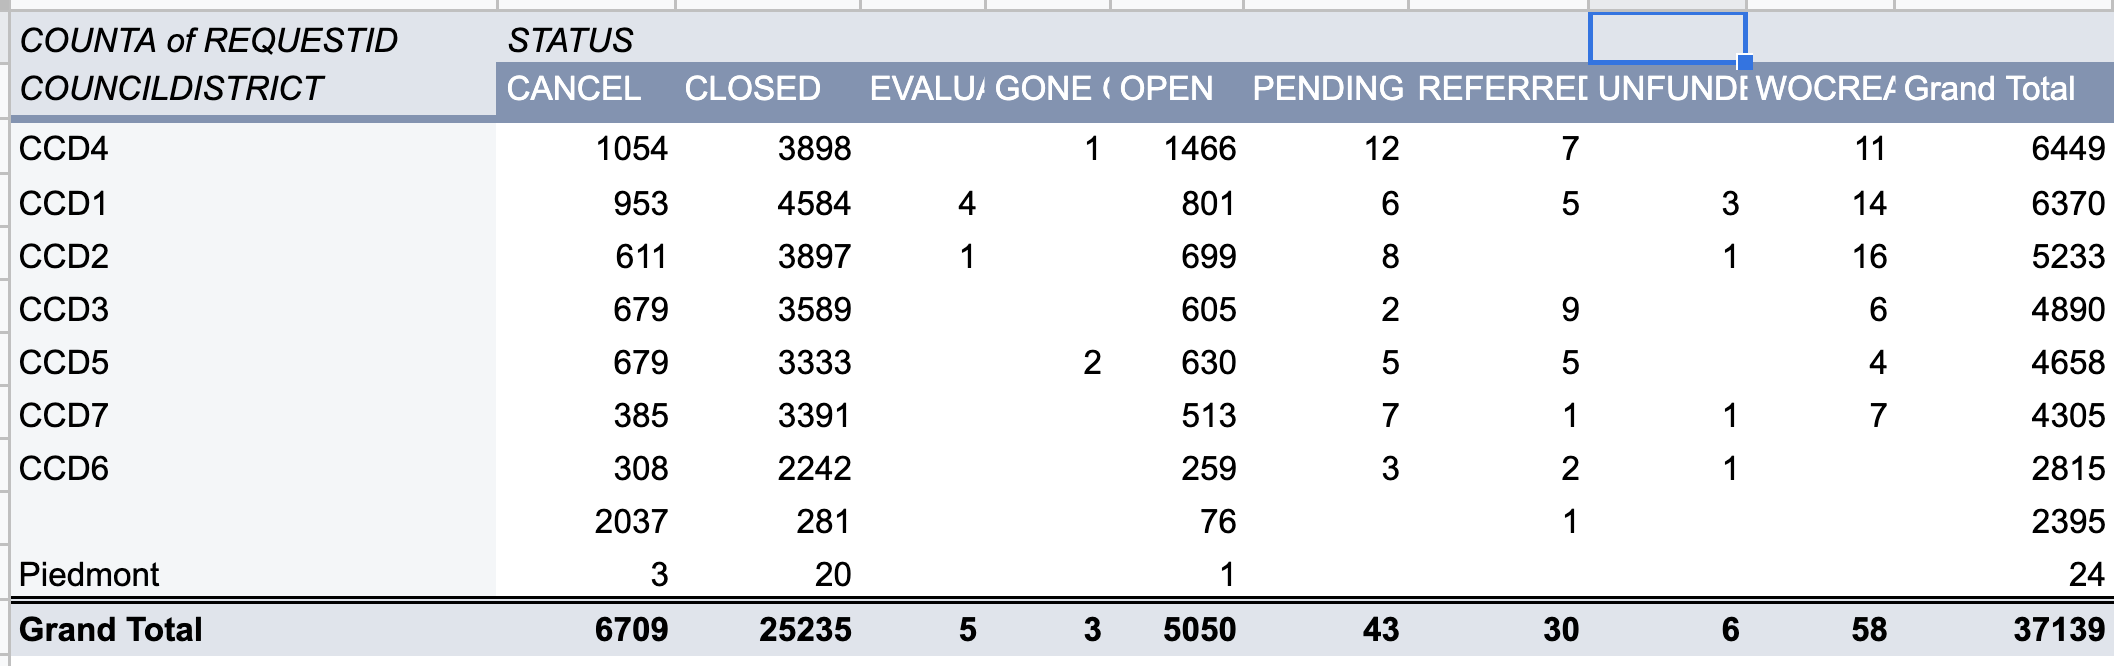 COUNTA of REQUESTID STATUS
COUNCILDISTRICT CANCEL CLOSED EVALUA GONE OPEN PENDING REFERRED UNFUNDE WOCREA Grand Total
CCD4 1054 3898 1 1466 12 7 11 6449
CCD1 953 4584 4 801 6 5 3 14 6370
CCD2 611 3897 1 699 8 1 16 5233
CCD3 679 3589 605 2 9 6 4890
CCD5 679 3333 2 630 5 5 4 4658
CCD7 385 3391 513 7 1 1 7 4305
CCD6 308 2242 259 3 2 1 2815
2037 281 76 1 2395
Piedmont 3 20 1 24
Grand Total 6709 25235 5 3 5050 43 30 6 58 37139